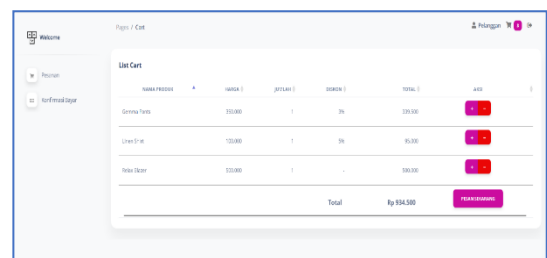 Welcome
Pages / Cart
Pelanggan
List Cart
NAMA PRODUK HARGA JUMLAH DISKON TOTAL AKSI
Pesanan
Gemma Pants 350.000 1 3% 339.500 + -
Konfirmasi bayar
Linen Shirt 100.000 1 5% 95.000 + -
Blazer 500.000 1 - 500.000 + -
Total Rp 934,500 PESAN SEKARANG